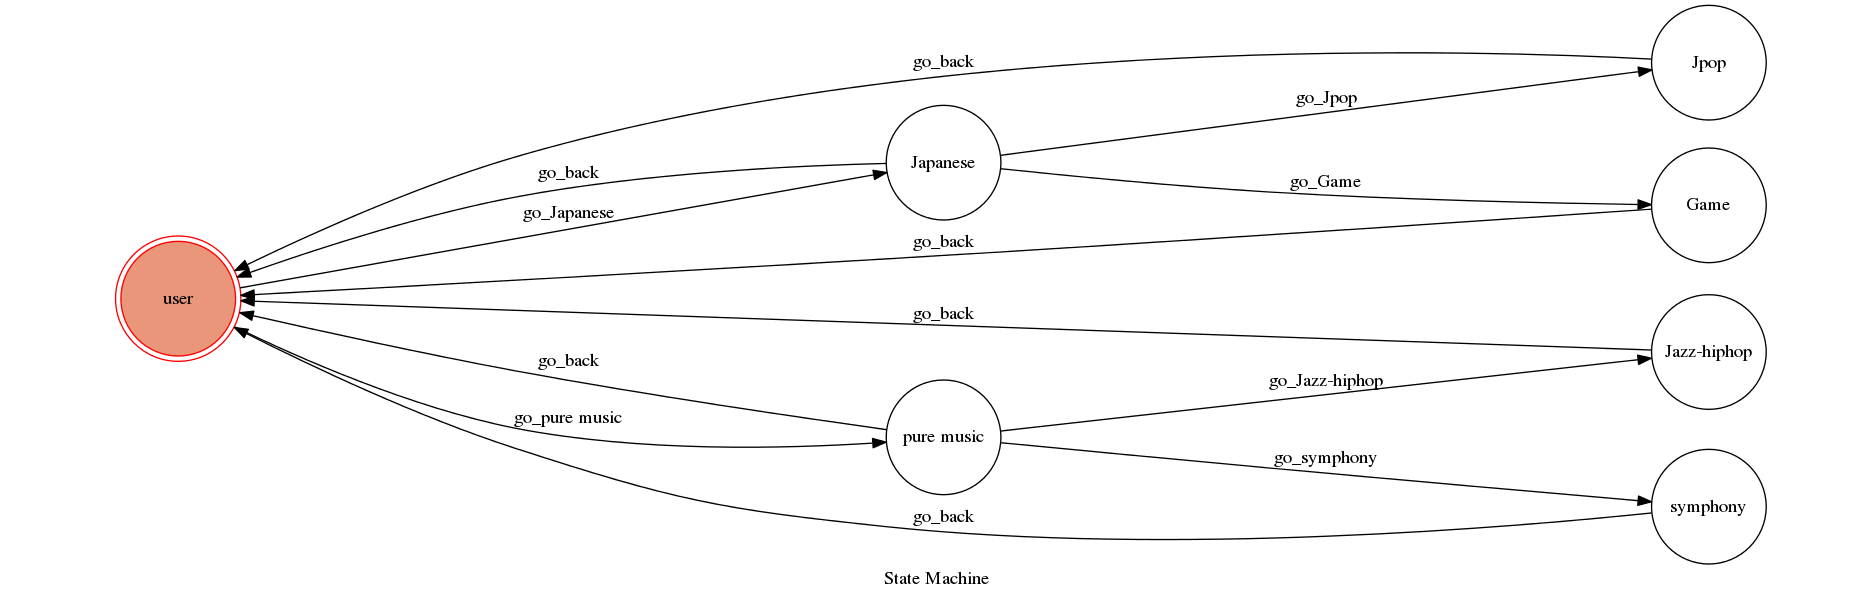 go_back
Jpop
go_Jpop
Japanese
go_back
go_Game
Game
go_Japanese
go_back
user
go_back
Jazz-hiphop
go_back
go_Jazz-hiphop
go_pure music
pure music
go_symphony
symphony
go_back
State Machine